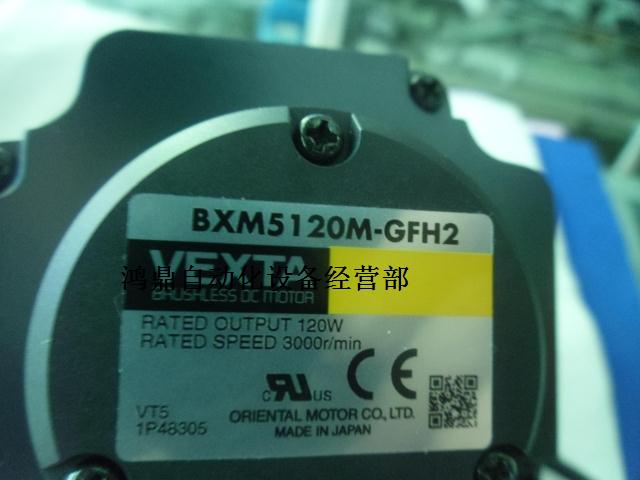 BXM5120M-GFH2
VEXTA
鸿鼎自动化设备经营部
BRUSHLESS DC MOTOR
RATED OUTPUT 120W
RATED SPEED 3000r/min
c RU US CE
VT5
1P48305
ORIENTAL MOTOR CO., LTD.
MADE IN JAPAN